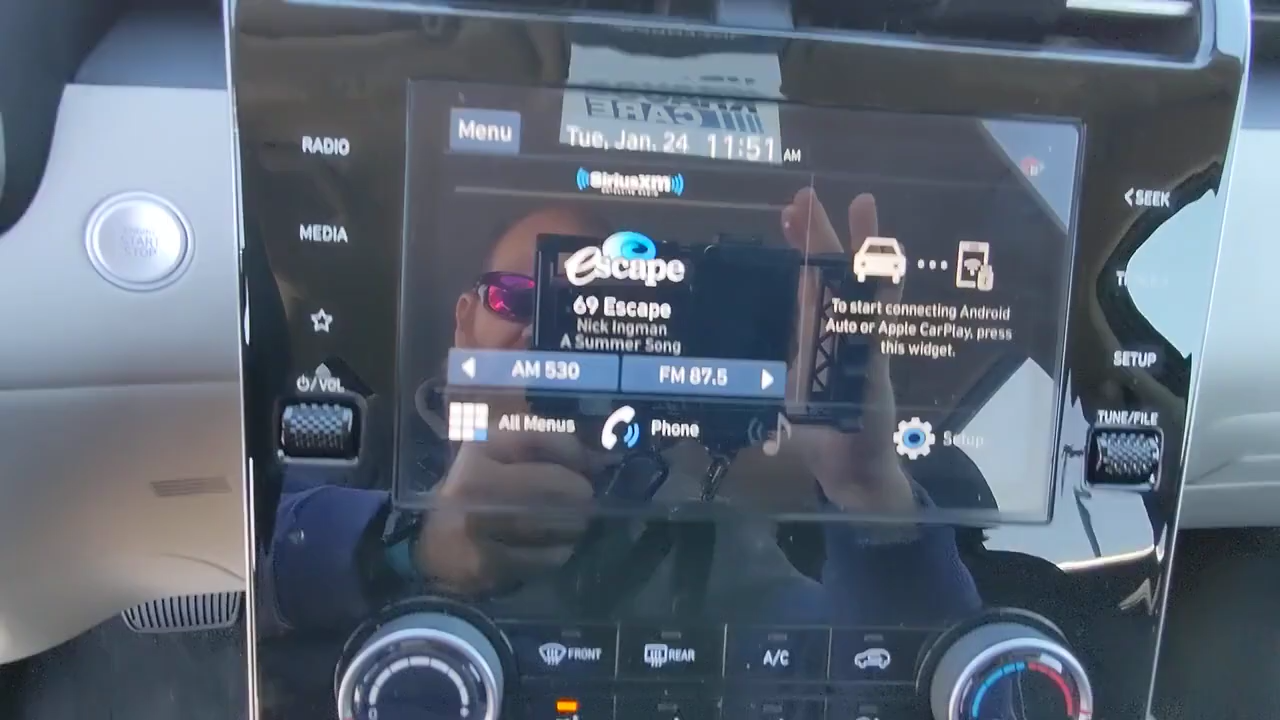 RADIO
MEDIA
START
STOP
VOL
Menu
Tue, Jan. 24 11:51 AM
SiriusXM
escape
69 Escape
Nick Ingman
A Summer Song
AM 530
FM 87.5
To start connecting Android
Auto or Apple CarPlay, press
this widget.
All Menus
Phone
Setup
SEEK
SETUP
TUNE/FILE
FRONT
REAR
A/C